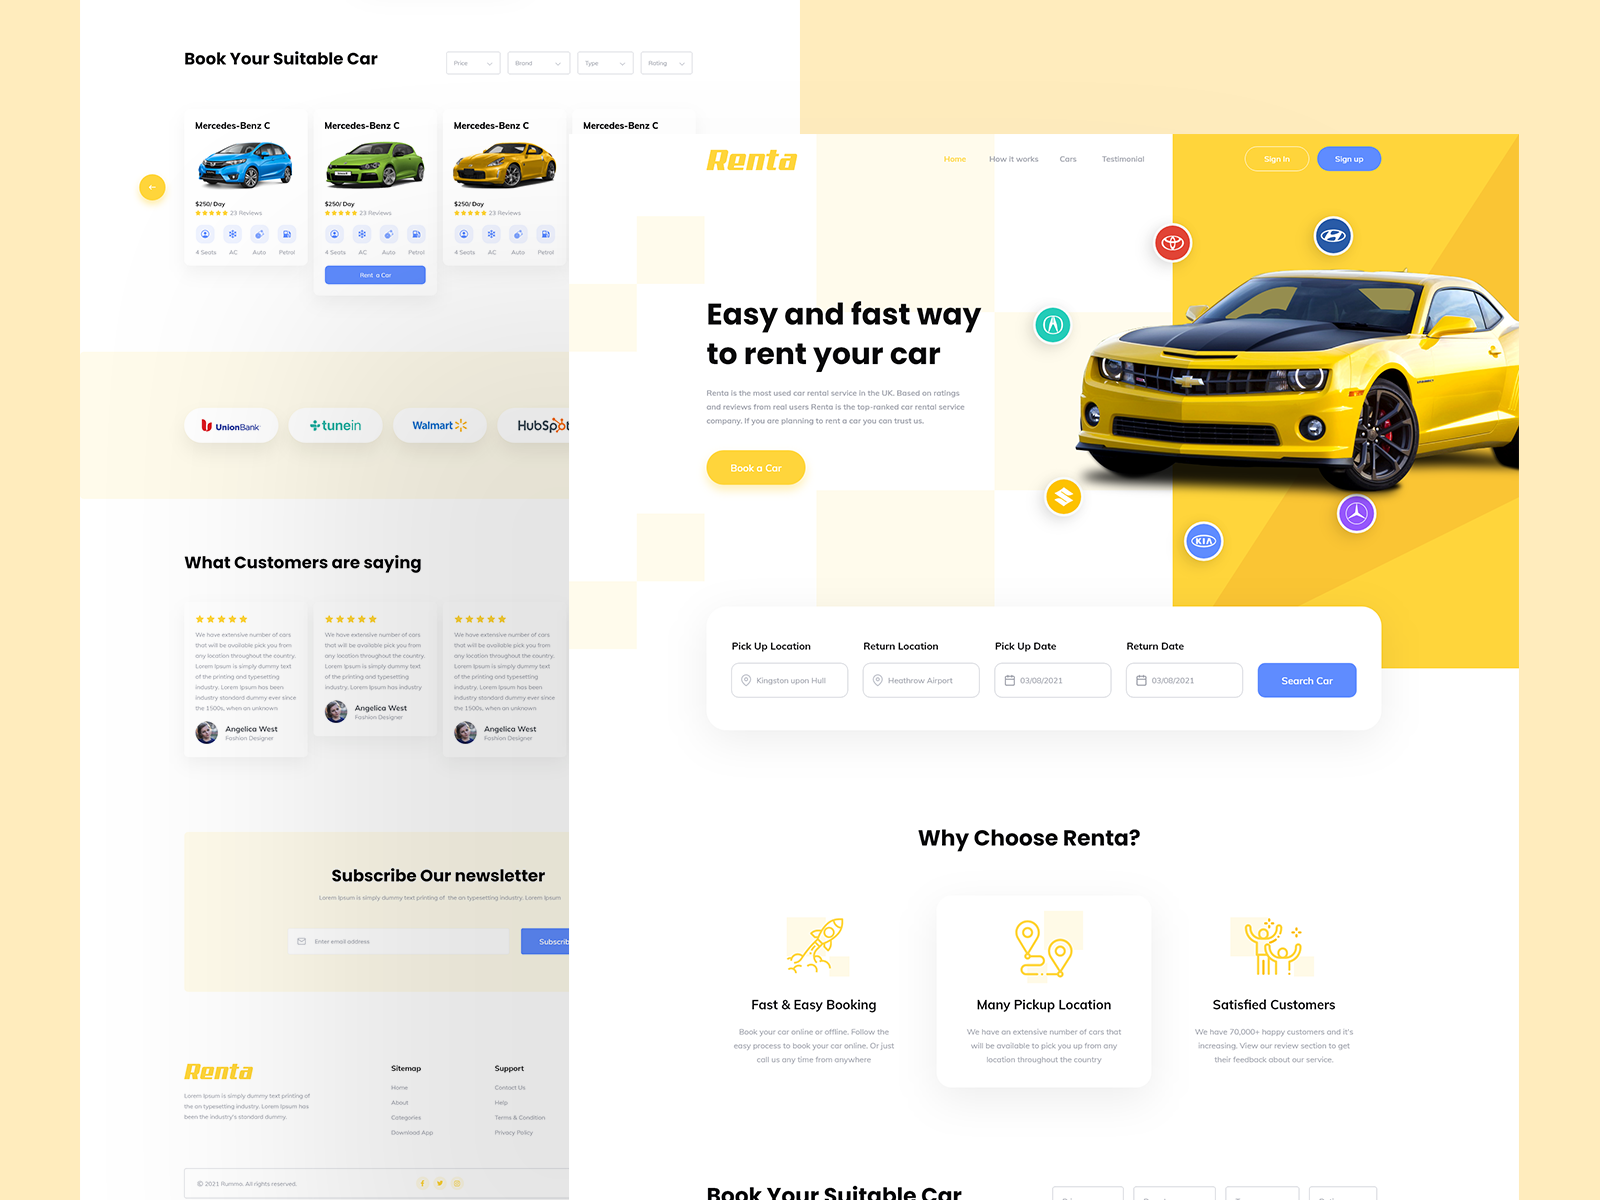 Book Your Suitable Car
Price
Brand
Type
Rating
Mercedes-Benz C
$250/ Day
23 Reviews
4 Seats
AC
Auto
Petrol
Mercedes-Benz C
$250/ Day
23 Reviews
4 Seats
AC
Auto
Petrol
Rent a Car
Mercedes-Benz C
$250/ Day
23 Reviews
4 Seats
AC
Auto
Petrol
Mercedes-Benz C
UnionBank
tunein
Walmart
HubSpot
What Customers are saying
We have extensive number of cars
that will be available pick you from
any location throughout the country.
Lorem Ipsum is simply dummy text
of the printing and typesetting
industry. Lorem Ipsum has been
industry standard dummy ever since
the 1500s, when an unknown
Angelica West
Fashion Designer
We have extensive number of cars
that will be available pick you from
any location throughout the country.
Lorem Ipsum is simply dummy text
of the printing and typesetting
industry. Lorem Ipsum has industry
Angelica West
Fashion Designer
We have extensive number of cars
that will be available pick you from
any location throughout the country.
Lorem Ipsum is simply dummy text
of the printing and typesetting
industry. Lorem Ipsum has been
industry standard dummy ever since
the 1500s, when an unknown
Angelica West
Fashion Designer
Subscribe Our newsletter
Lorem Ipsum is simply dummy text printing of the an typesetting industry. Lorem Ipsum
Enter email address
Subscrib
Renta
Lorem Ipsum is simply dummy text printing of
the an typesetting industry. Lorem Ipsum has
been the industry's standard dummy.
Sitemap
Home
About
Categories
Download App
Support
Contact Us
Help
Terms & Condition
Privacy Policy
© 2021 Rummo. All rights reserved.
Renta
Home
How it works
Cars
Testimonial
Sign In
Sign up
Easy and fast way
to rent your car
Renta is the most used car rental service in the UK. Based on ratings
and reviews from real users Renta is the top-ranked car rental service
company. If you are planning to rent a car you can trust us.
Book a Car
KIA
Pick Up Location
Kingston upon Hull
Return Location
Heathrow Airport
Pick Up Date
03/08/2021
Return Date
03/08/2021
Search Car
Why Choose Renta?
Fast & Easy Booking
Book your car online or offline. Follow the
easy process to book your car online. Or just
call us any time from anywhere
Many Pickup Location
We have an extensive number of cars that
will be available to pick you up from any
location throughout the country
Satisfied Customers
We have 70,000+ happy customers and it's
increasing. View our review section to get
their feedback about our service.
Book Your Suitable Car